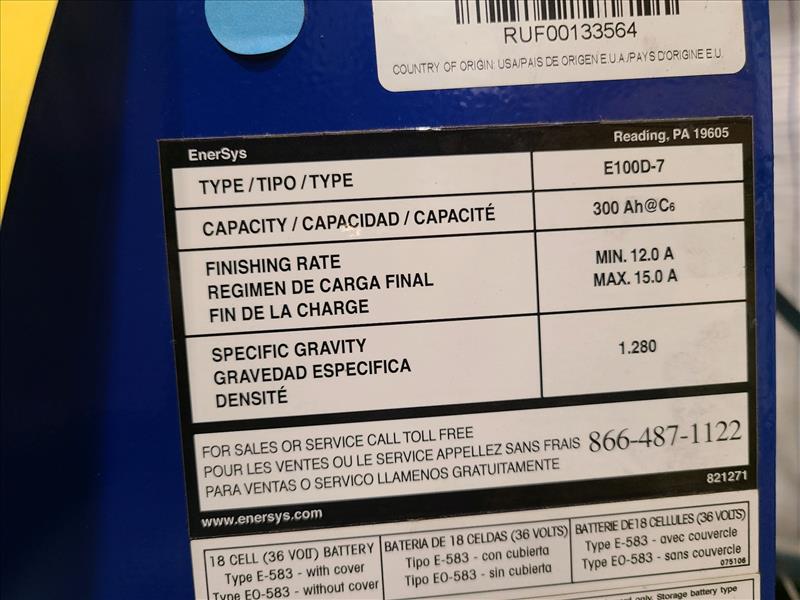 RUF00133564
COUNTRY OF ORIGIN: USA/PAIS DE ORIGEN E.U.A./PAYS D'ORIGINE E.U.
EnerSys Reading, PA 19605
TYPE / TIPO / TYPE E100D-7
CAPACITY / CAPACIDAD / CAPACITÉ 300 Ah@C6
FINISHING RATE
REGIMEN DE CARGA FINAL
FIN DE LA CHARGE
MIN. 12.0 A
MAX. 15.0 A
SPECIFIC GRAVITY
GRAVEDAD ESPECIFICA
DENSITÉ
1.280
FOR SALES OR SERVICE CALL TOLL FREE
POUR LES VENTES OU LE SERVICE APPELLEZ SANS FRAIS
PARA VENTAS O SERVICO LLAMENOS GRATUITAMENTE
866-487-1122
www.enersys.com 821271
18 CELL (36 VOLT) BATTERY
Type E-583 - with cover
Type EO-583 - without cover
BATERIA DE 18 CELDAS (36 VOLTS)
Tipo E-583 - con cubierta
Tipo EO-583 - sin cubierta
BATTERIE DE 18 CELLULES (36 VOLTS)
Type E-583 - avec couvercle
Type EO-583 - sans couvercle
075106
only. Storage battery type